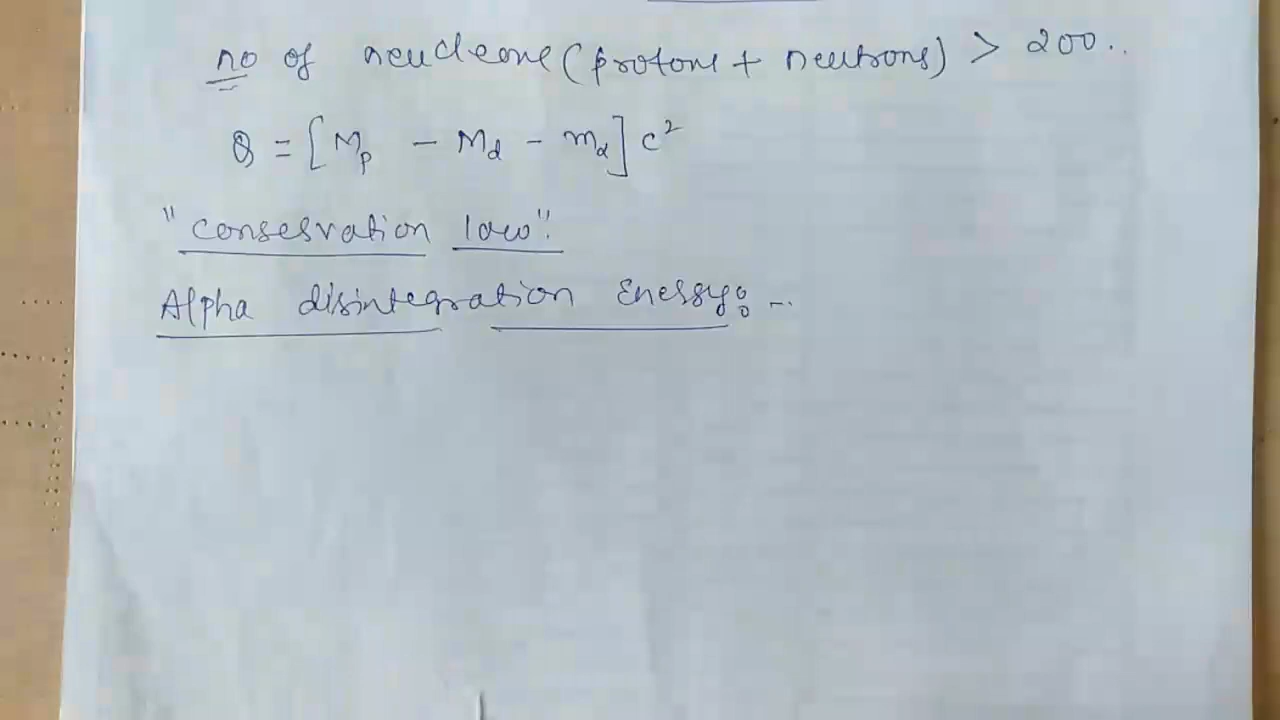 no of neucleons (protons + neutrons) > 200..
Q = [Mp - Md - mα] c²
"conservation law".
Alpha disintegration Energy: -..